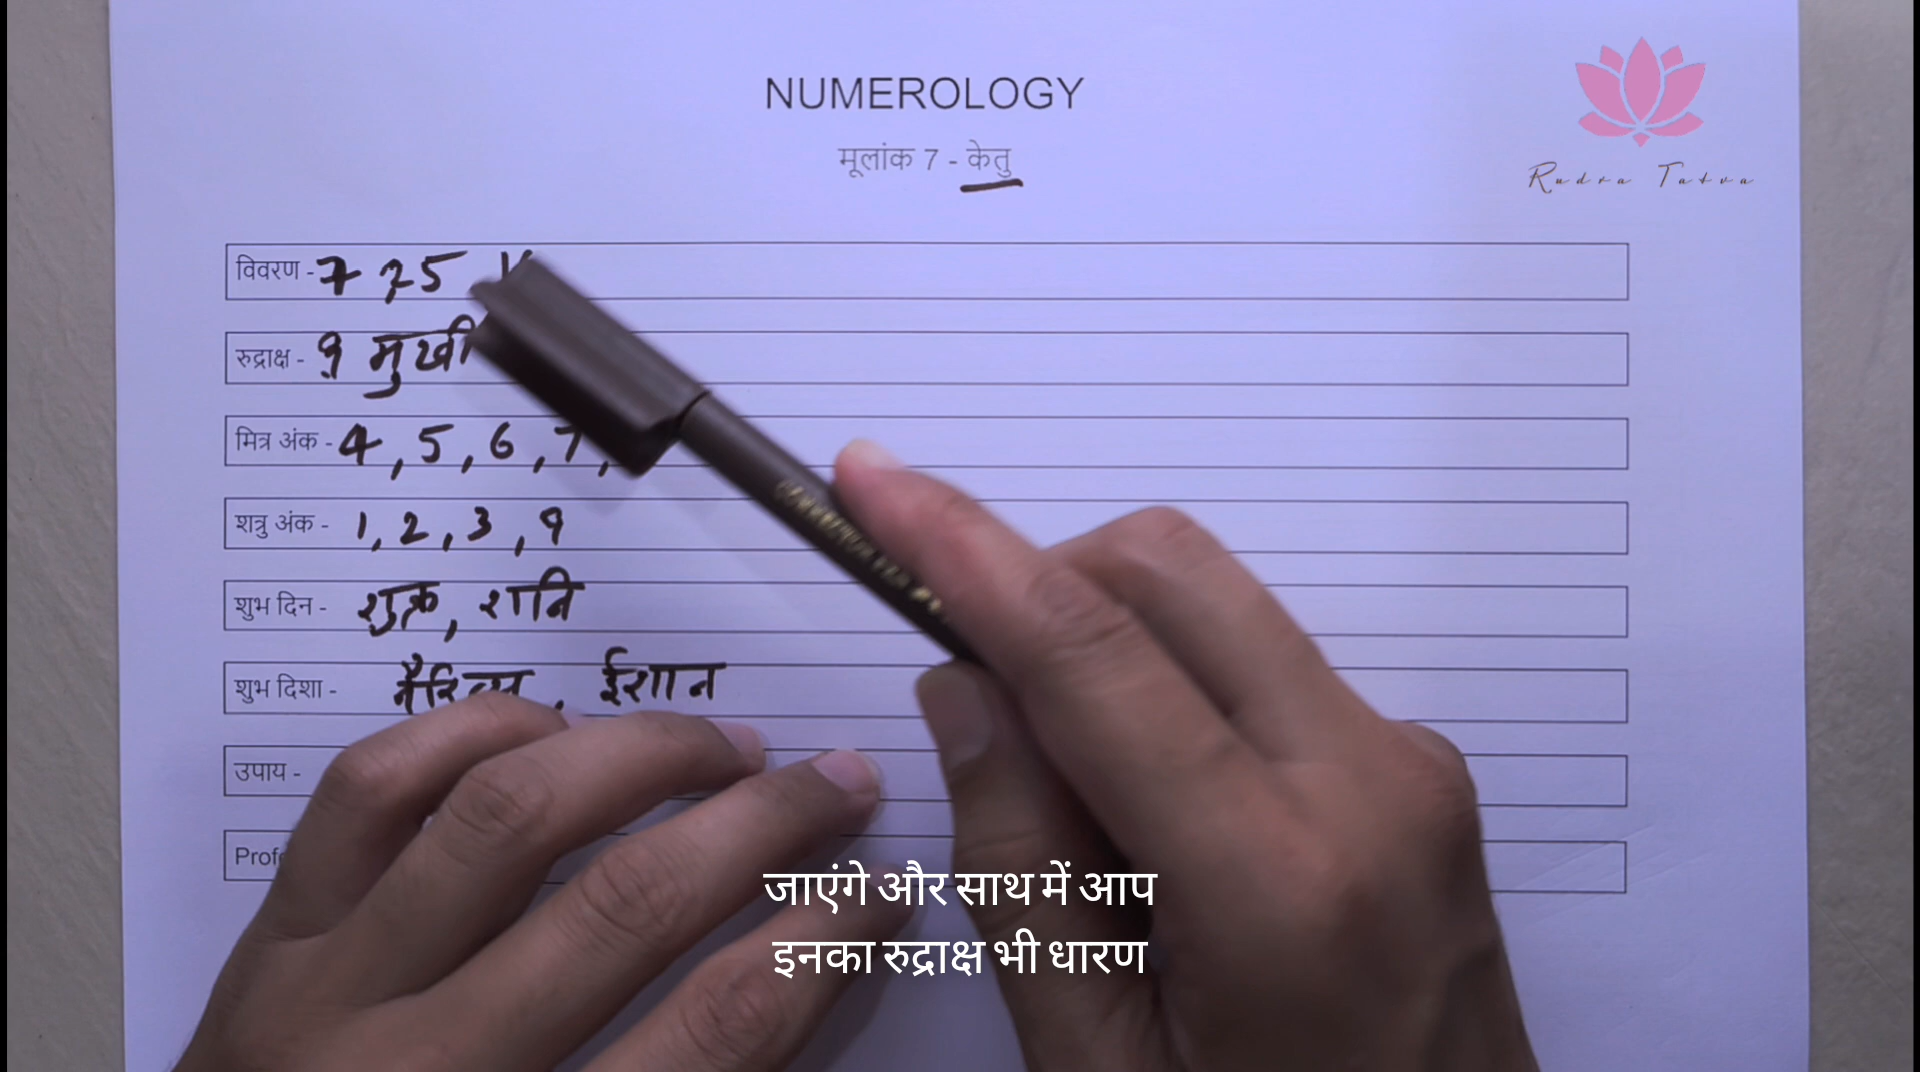 NUMEROLOGY
मूलांक 7 - केतु
Rudra Tatva
विवरण - 7 25
रुद्राक्ष - 9 मुखी
मित्र अंक - 4, 5, 6, 7,
शत्रु अंक - 1, 2, 3, 9
शुभ दिन - शुक्र, शनि
शुभ दिशा - ईशान
उपाय -
जाएंगे और साथ में आप
इनका रुद्राक्ष भी धारण